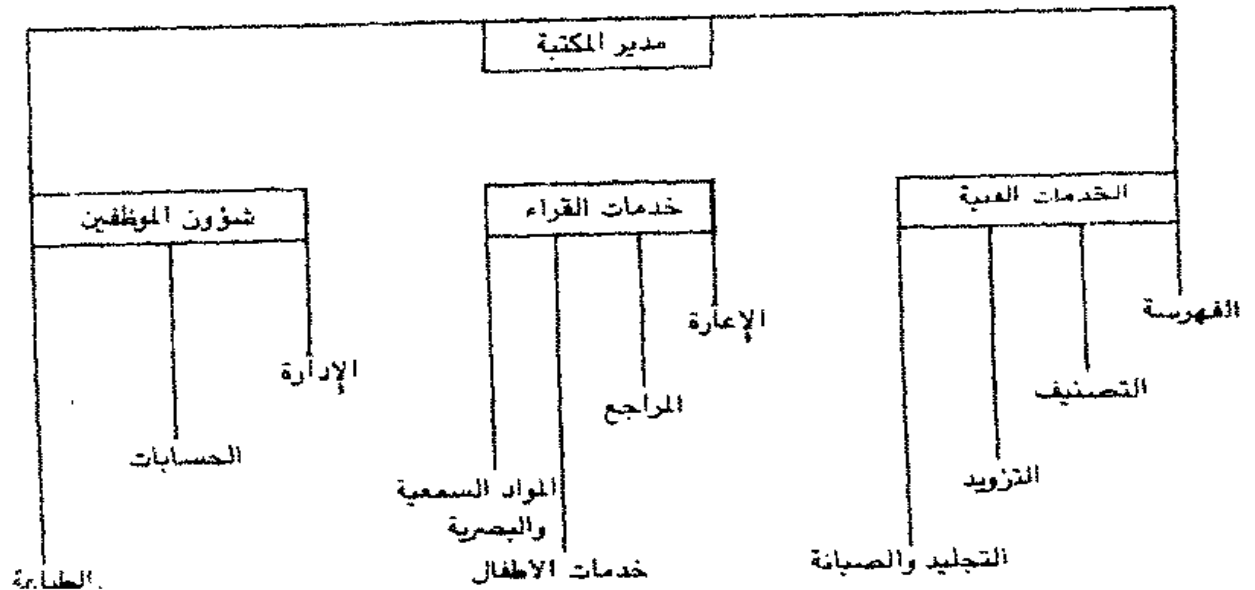 مدير المكتبة
الخدمات الفنية
خدمات القراء
شؤون الموظفين
الفهرسة
التصنيف
التزويد
التجليد والصيانة
الإعارة
المراجع
خدمات الاطفال
المواد السمعية
والبصرية
الإدارة
الحسابات
الطباعة